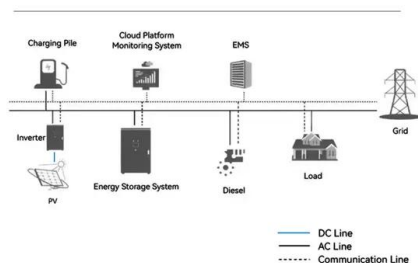 Charging Pile
Cloud Platform
Monitoring System
EMS
Grid
Inverter
PV
Energy Storage System
Diesel
Load
DC Line
AC Line
Communication Line